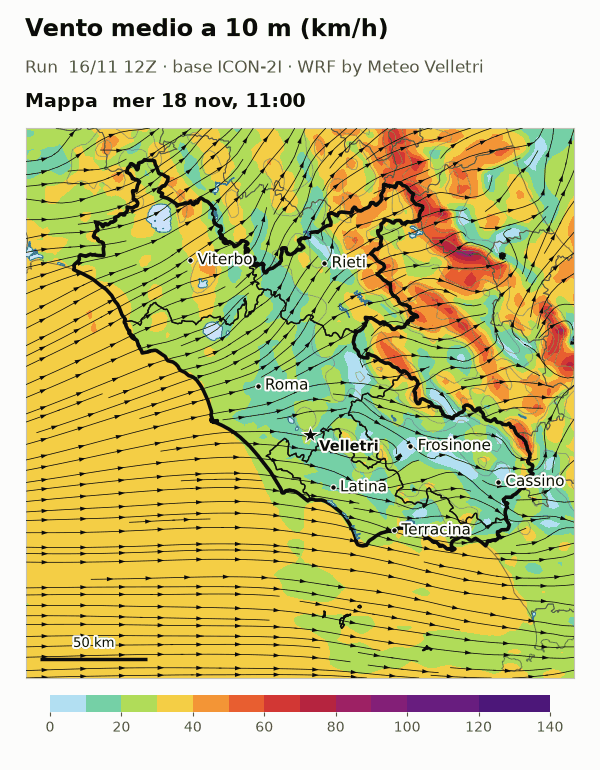 Vento medio a 10 m (km/h)
Run 16/11 12Z · base ICON-2I · WRF by Meteo Velletri
Mappa mer 18 nov, 11:00
Viterbo
Rieti
Roma
Velletri
Frosinone
Latina
Cassino
Terracina
50 km
0 20 40 60 80 100 120 140